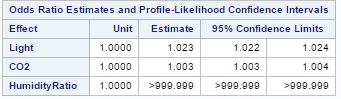 Odds Ratio Estimates and Profile-Likelihood Confidence Intervals
Effect Unit Estimate 95% Confidence Limits
Light 1.0000 1.023 1.022 1.024
CO2 1.0000 1.003 1.003 1.004
HumidityRatio 1.0000 >999.999 >999.999 >999.999